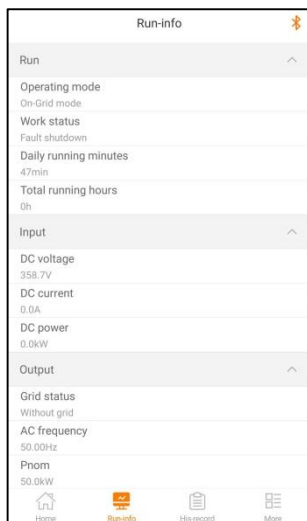 Run-info
Run
Operating mode
On-Grid mode
Work status
Fault shutdown
Daily running minutes
47min
Total running hours
0h
Input
DC voltage
358.7V
DC current
0.0A
DC power
0.0kW
Output
Grid status
Without grid
AC frequency
50.00Hz
Pnom
50.0kW
Home Run-info His-record More